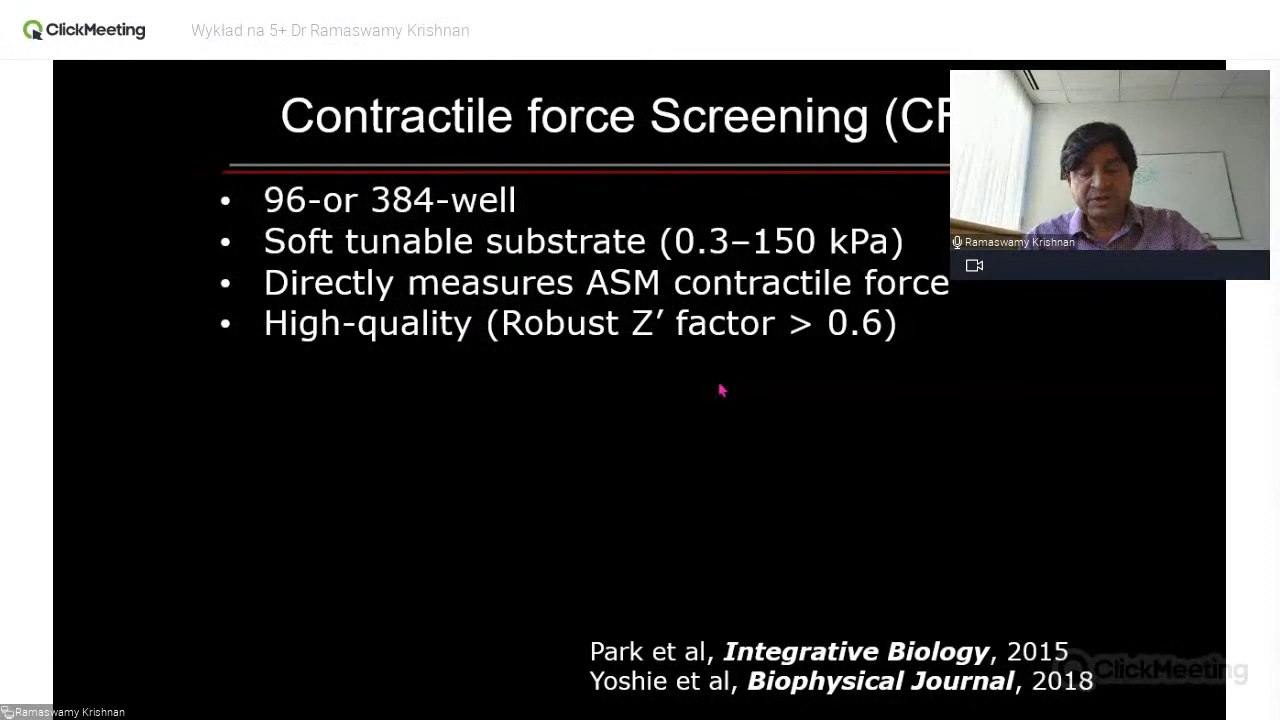 ClickMeeting
Wykład na 5+ Dr Ramaswamy Krishnan
Contractile force Screening (CF
• 96-or 384-well
• Soft tunable substrate (0.3–150 kPa)
• Directly measures ASM contractile force
• High-quality (Robust Z’ factor > 0.6)
Ramaswamy Krishnan
Park et al, Integrative Biology, 2015
Yoshie et al, Biophysical Journal, 2018
ClickMeeting
Ramaswamy Krishnan